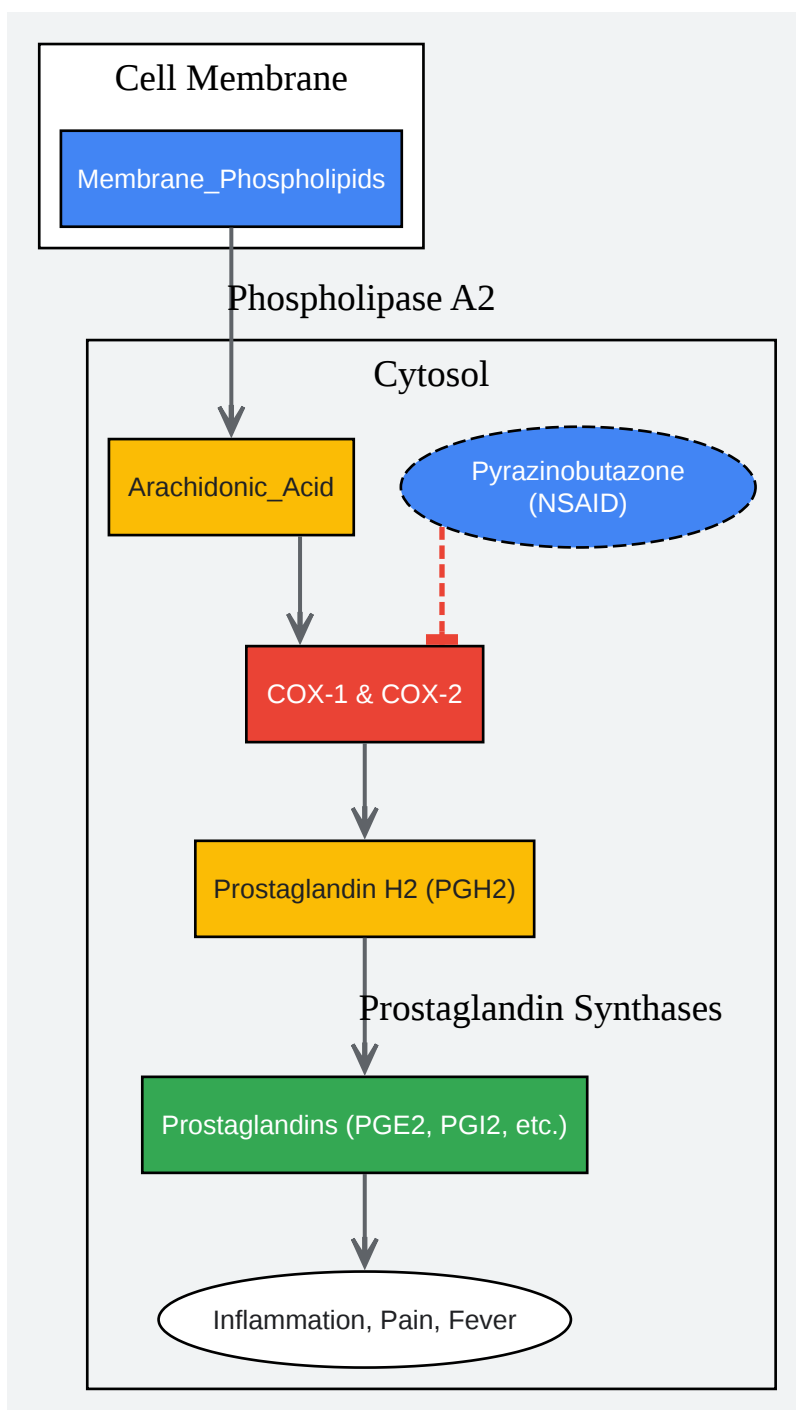 Cell Membrane
Membrane_Phospholipids
Phospholipase A2
Cytosol
Arachidonic_Acid
Pyrazinobutazone
(NSAID)
COX-1 & COX-2
Prostaglandin H2 (PGH2)
Prostaglandin Synthases
Prostaglandins (PGE2, PGI2, etc.)
Inflammation, Pain, Fever